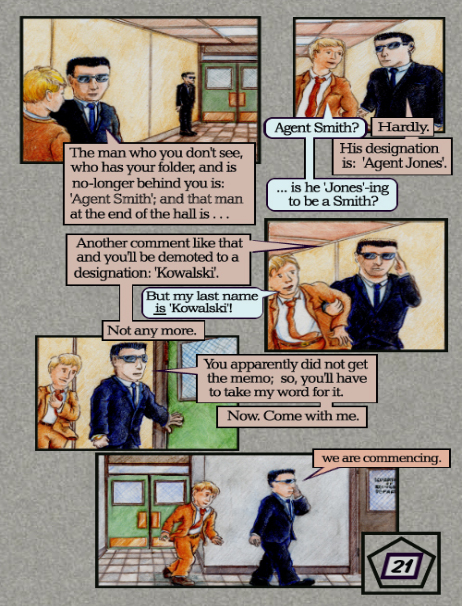 The man who you don't see,
who has your folder, and is
no-longer behind you is:
'Agent Smith'; and that man
at the end of the hall is . . .
Agent Smith?
Hardly.
His designation
is: 'Agent Jones'.
... is he 'Jones'-ing
to be a Smith?
Another comment like that
and you'll be demoted to a
designation: 'Kowalski'.
But my last name
is 'Kowalski'!
Not any more.
You apparently did not get
the memo; so, you'll have
to take my word for it.
Now. Come with me.
we are commencing.
21